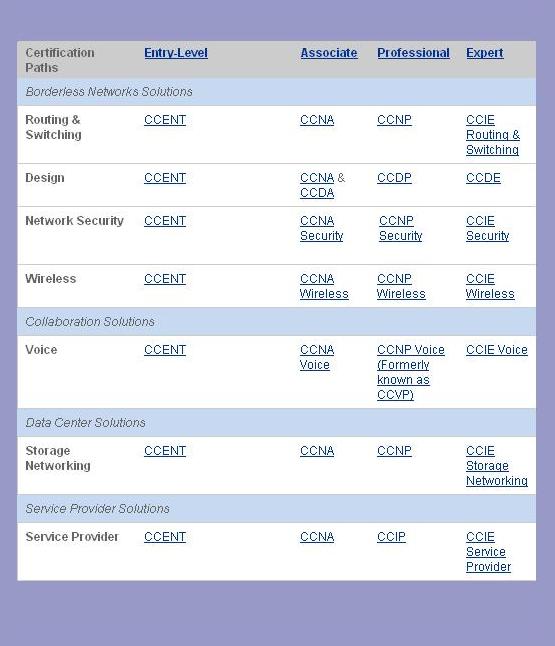 Certification Paths Entry-Level Associate Professional Expert
Borderless Networks Solutions
Routing & Switching CCENT CCNA CCNP CCIE Routing & Switching
Design CCENT CCNA & CCDA CCDP CCDE
Network Security CCENT CCNA Security CCNP Security CCIE Security
Wireless CCENT CCNA Wireless CCNP Wireless CCIE Wireless
Collaboration Solutions
Voice CCENT CCNA Voice CCNP Voice (Formerly known as CCVP) CCIE Voice
Data Center Solutions
Storage Networking CCENT CCNA CCNP CCIE Storage Networking
Service Provider Solutions
Service Provider CCENT CCNA CCIP CCIE Service Provider